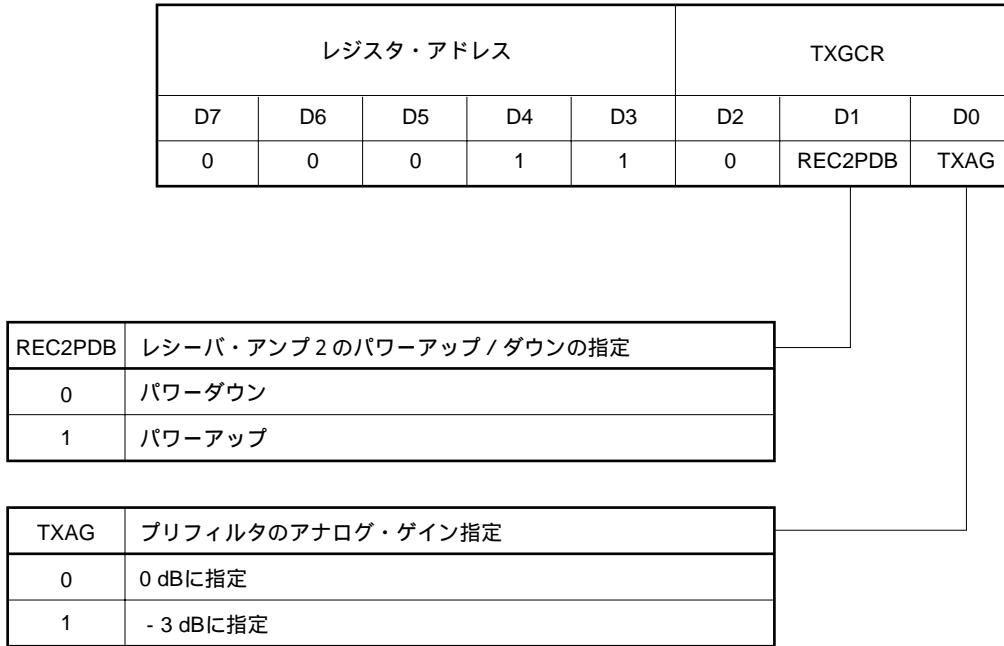 レジスタ・アドレス TXGCR
D7 D6 D5 D4 D3 D2 D1 D0
0 0 0 1 1 0 REC2PDB TXAG
REC2PDB レシーバ・アンプ2のパワーアップ/ダウンの指定
0 パワーダウン
1 パワーアップ
TXAG プリフィルタのアナログ・ゲイン指定
0 0 dBに指定
1 - 3 dBに指定